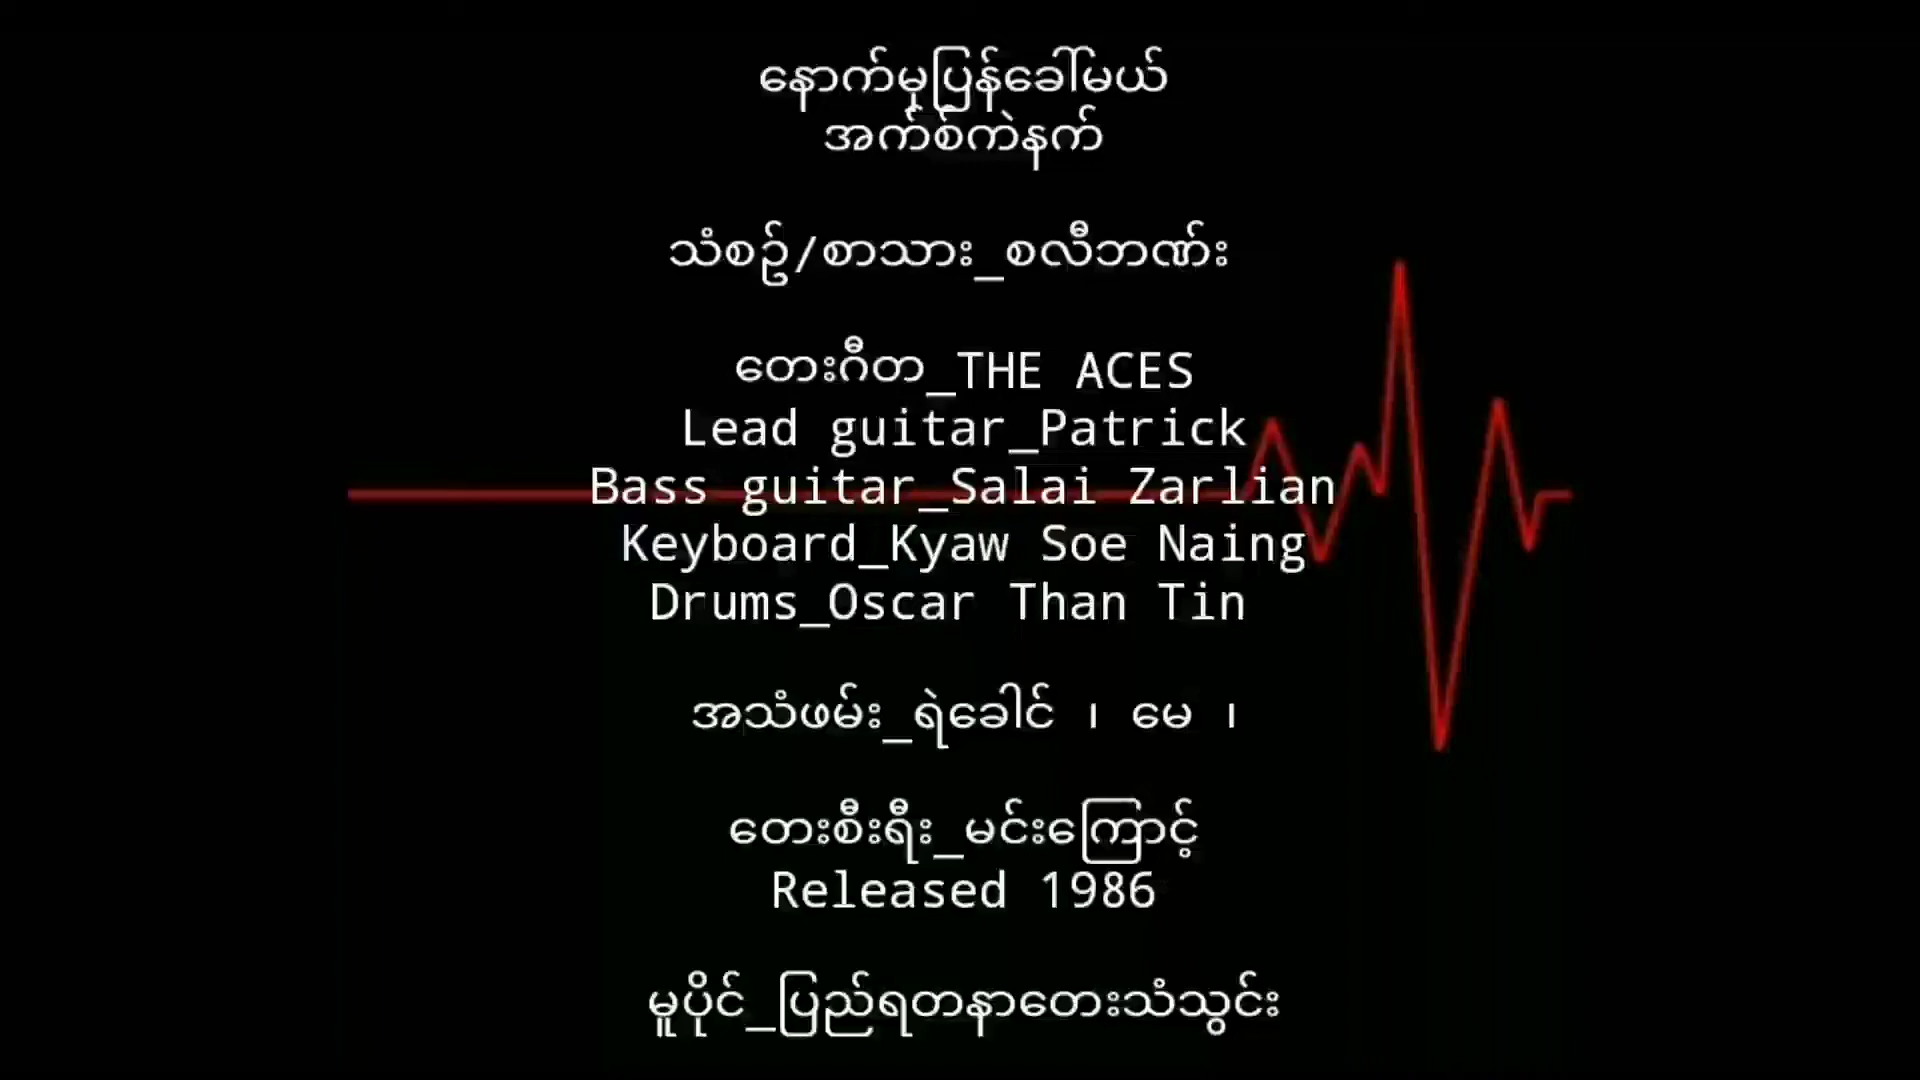 နောက်မှပြန်ခေါ်မယ်
အက်စ်ကဲနက်
သံစဥ်/စာသား_စလီဘဏ်း
တေးဂီတ_THE ACES
Lead guitar_Patrick
Bass guitar_Salai Zarlian
Keyboard_Kyaw Soe Naing
Drums_Oscar Than Tin
အသံဖမ်း_ရဲခေါင် ၊ မေ ၊
တေးစီးရီး_မင်းကြောင့်
Released 1986
မူပိုင်_ပြည်ရတနာတေးသံသွင်း